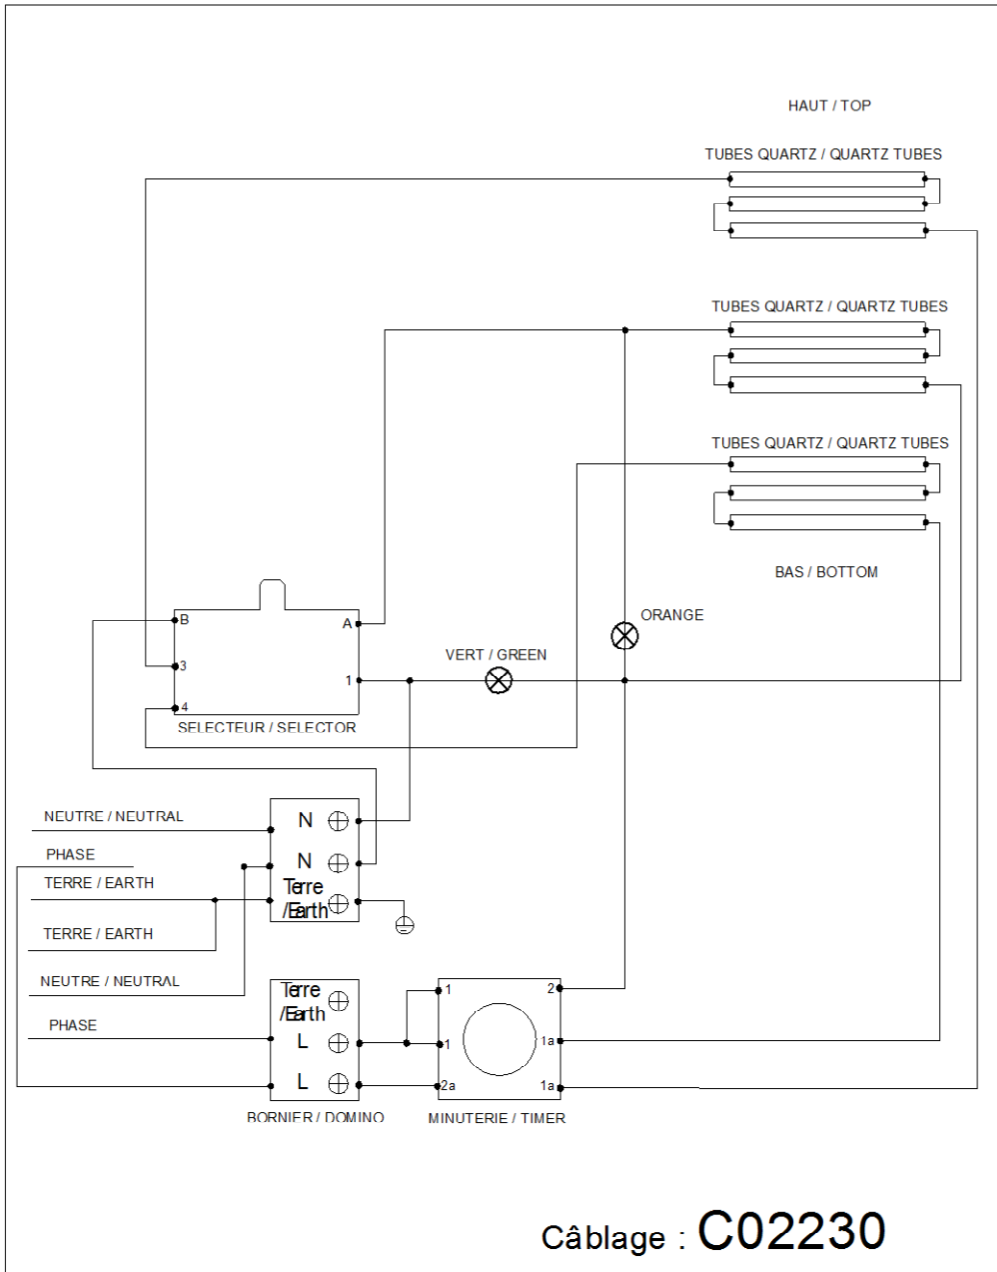 HAUT / TOP
TUBES QUARTZ / QUARTZ TUBES
TUBES QUARTZ / QUARTZ TUBES
TUBES QUARTZ / QUARTZ TUBES
BAS / BOTTOM
ORANGE
VERT / GREEN
B
A
3
1
4
SELECTEUR / SELECTOR
NEUTRE / NEUTRAL
N
PHASE
N
TERRE / EARTH
Terre
/Earth
TERRE / EARTH
NEUTRE / NEUTRAL
Terre
/Earth
1
2
PHASE
L
1
1a
L
2a
1a
BORNIER / DOMINO
MINUTERIE / TIMER
Câblage : C02230